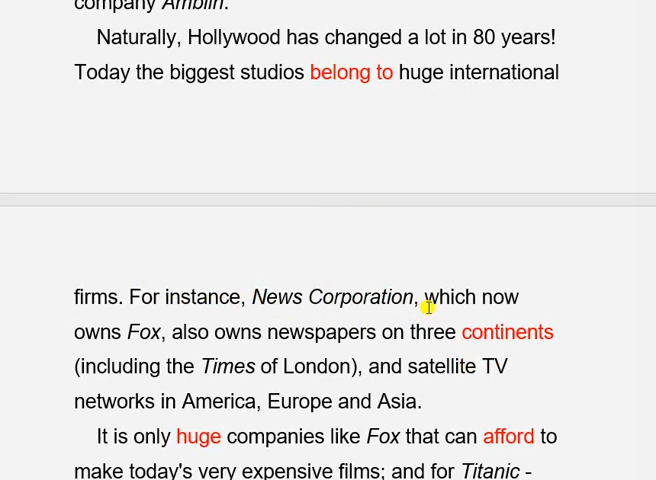 company Amblin.
Naturally, Hollywood has changed a lot in 80 years!
Today the biggest studios belong to huge international
firms. For instance, News Corporation, which now
owns Fox, also owns newspapers on three continents
(including the Times of London), and satellite TV
networks in America, Europe and Asia.
It is only huge companies like Fox that can afford to
make today's very expensive films; and for Titanic -